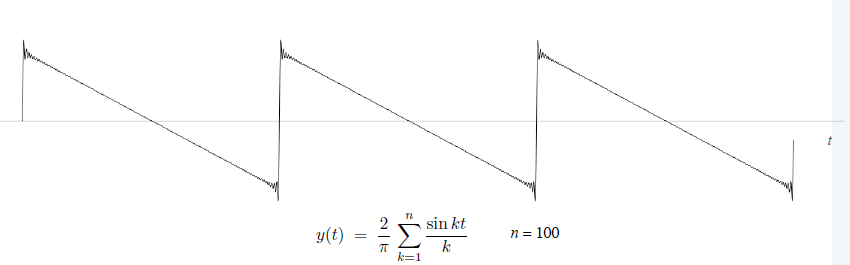 t
y(t) = 2/π ∑_{k=1}^{n} sin kt / k n = 100